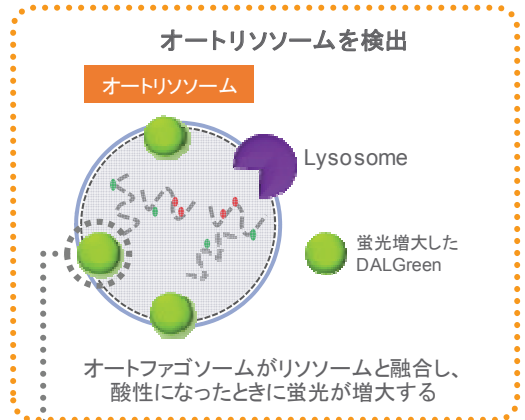 オートリソソームを検出
オートリソソーム
Lysosome
蛍光増大した
DALGreen
オートファゴソームがリソソームと融合し、
酸性になったときに蛍光が増大する